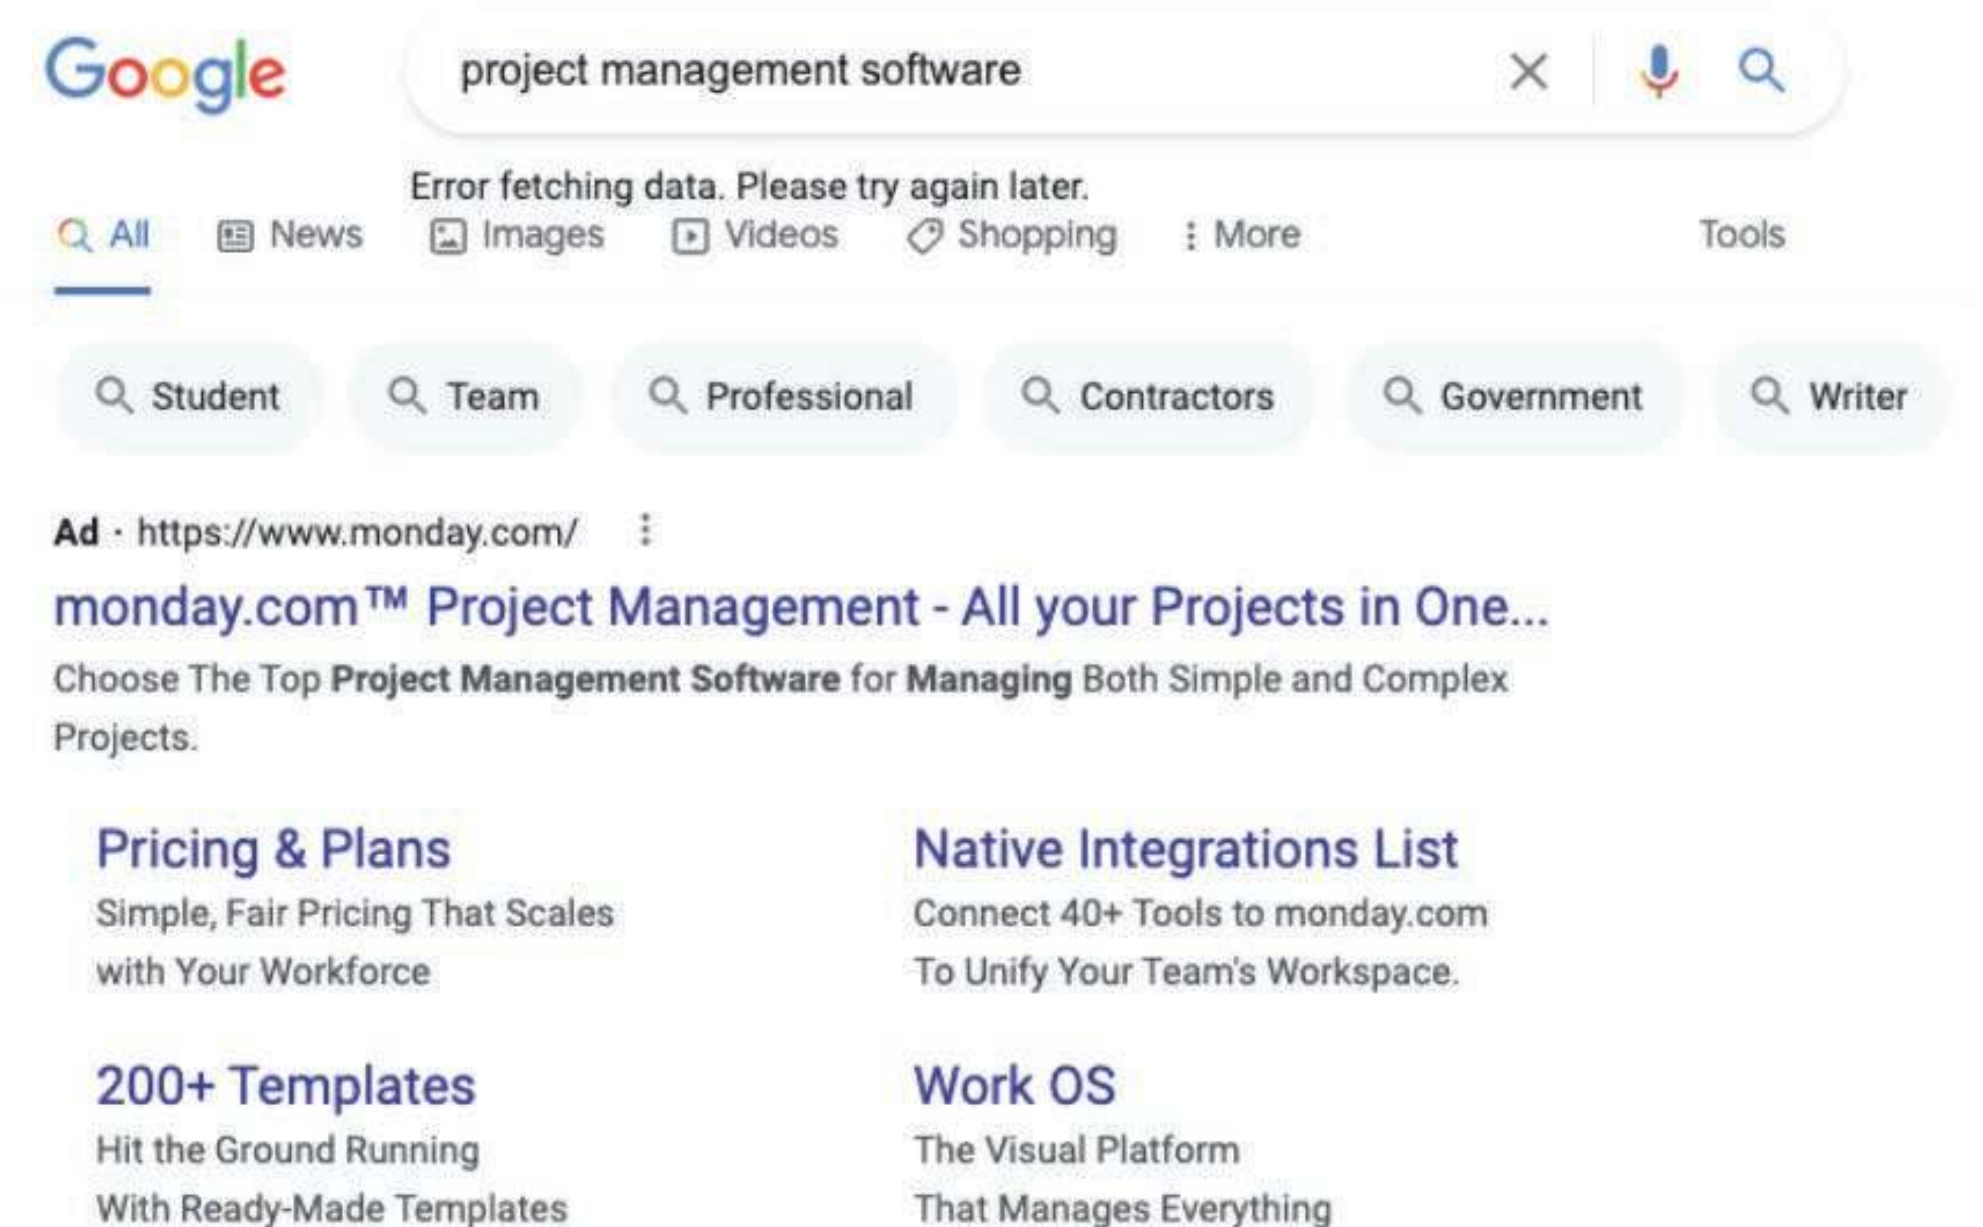 Google
project management software
Error fetching data. Please try again later.
All News Images Videos Shopping More Tools
Student Team Professional Contractors Government Writer
Ad · https://www.monday.com/
monday.com™ Project Management - All your Projects in One...
Choose The Top Project Management Software for Managing Both Simple and Complex
Projects.
Pricing & Plans
Simple, Fair Pricing That Scales
with Your Workforce
Native Integrations List
Connect 40+ Tools to monday.com
To Unify Your Team's Workspace.
200+ Templates
Hit the Ground Running
With Ready-Made Templates
Work OS
The Visual Platform
That Manages Everything